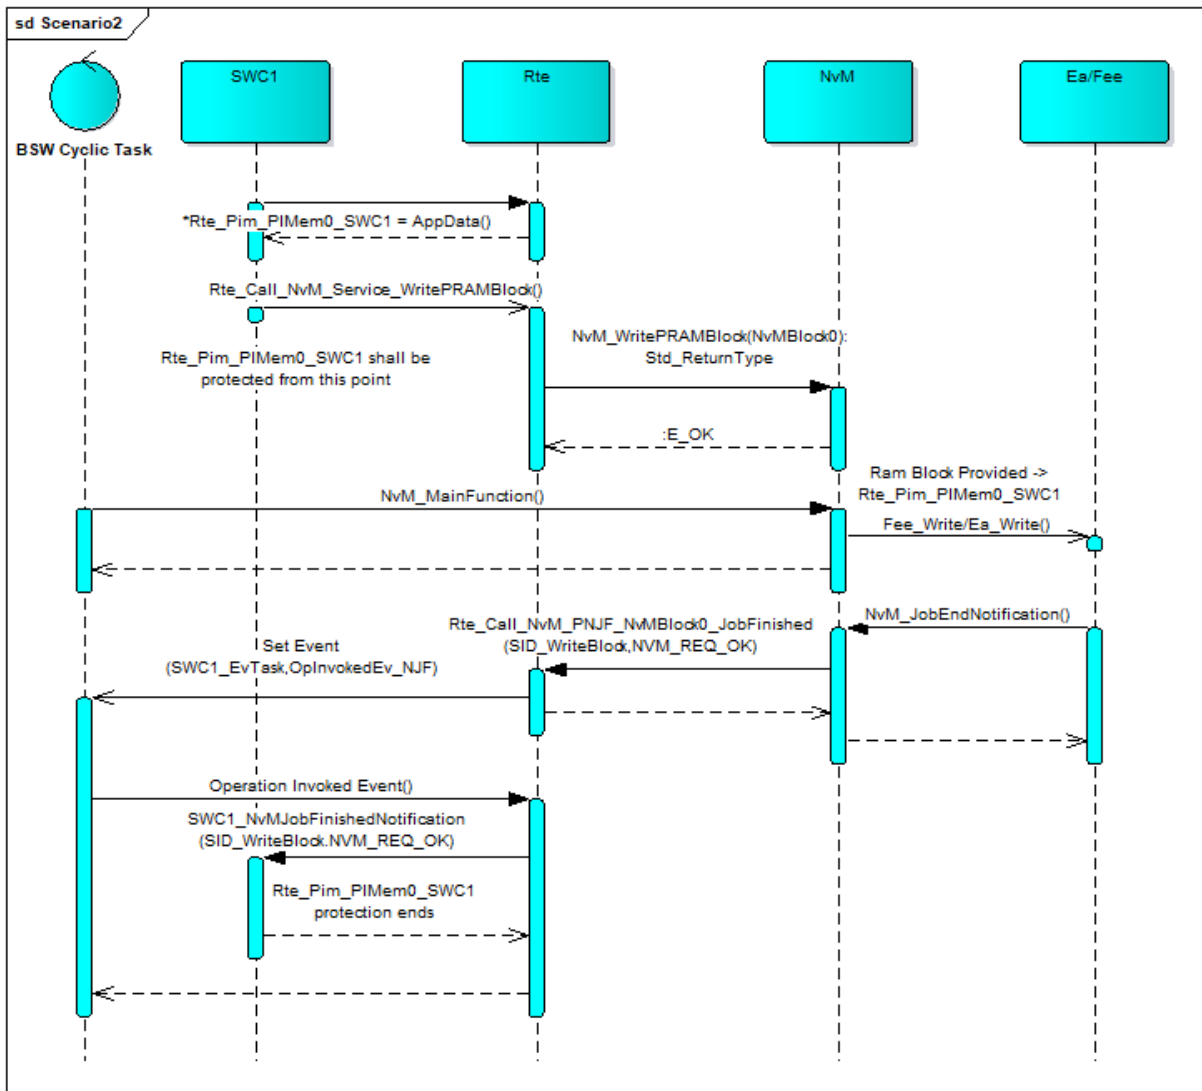 sd Scenario2
BSW Cyclic Task
SWC1
Rte
NvM
Ea/Fee
*Rte_Pim_PIMem0_SWC1 = AppData()
Rte_Call_NvM_Service_WritePRAMBlock()
Rte_Pim_PIMem0_SWC1 shall be
protected from this point
NvM_WritePRAMBlock(NvMBlock0):
Std_ReturnType
:E_OK
Ram Block Provided ->
Rte_Pim_PIMem0_SWC1
NvM_MainFunction()
Fee_Write/Ea_Write()
NvM_JobEndNotification()
Rte_Call_NvM_PNJF_NvMBlock0_JobFinished
(SID_WriteBlock,NVM_REQ_OK)
Set Event
(SWC1_EvTask,OpInvokedEv_NJF)
Operation Invoked Event()
SWC1_NvMJobFinishedNotification
(SID_WriteBlock.NVM_REQ_OK)
Rte_Pim_PIMem0_SWC1
protection ends